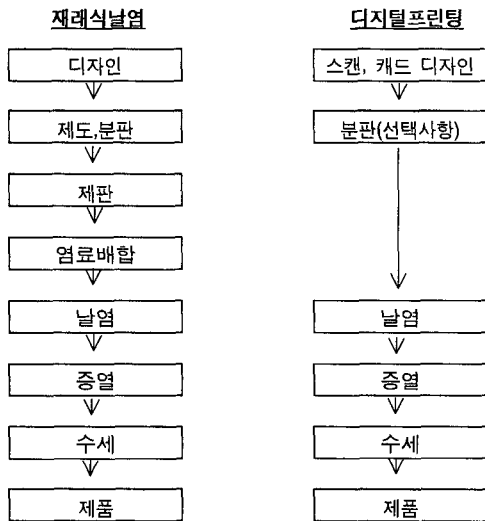 재래식날염
디자인
제도,분판
제판
염료배합
날염
증열
수세
제품
디지털프린팅
스캔, 캐드 디자인
분판(선택사항)
날염
증열
수세
제품